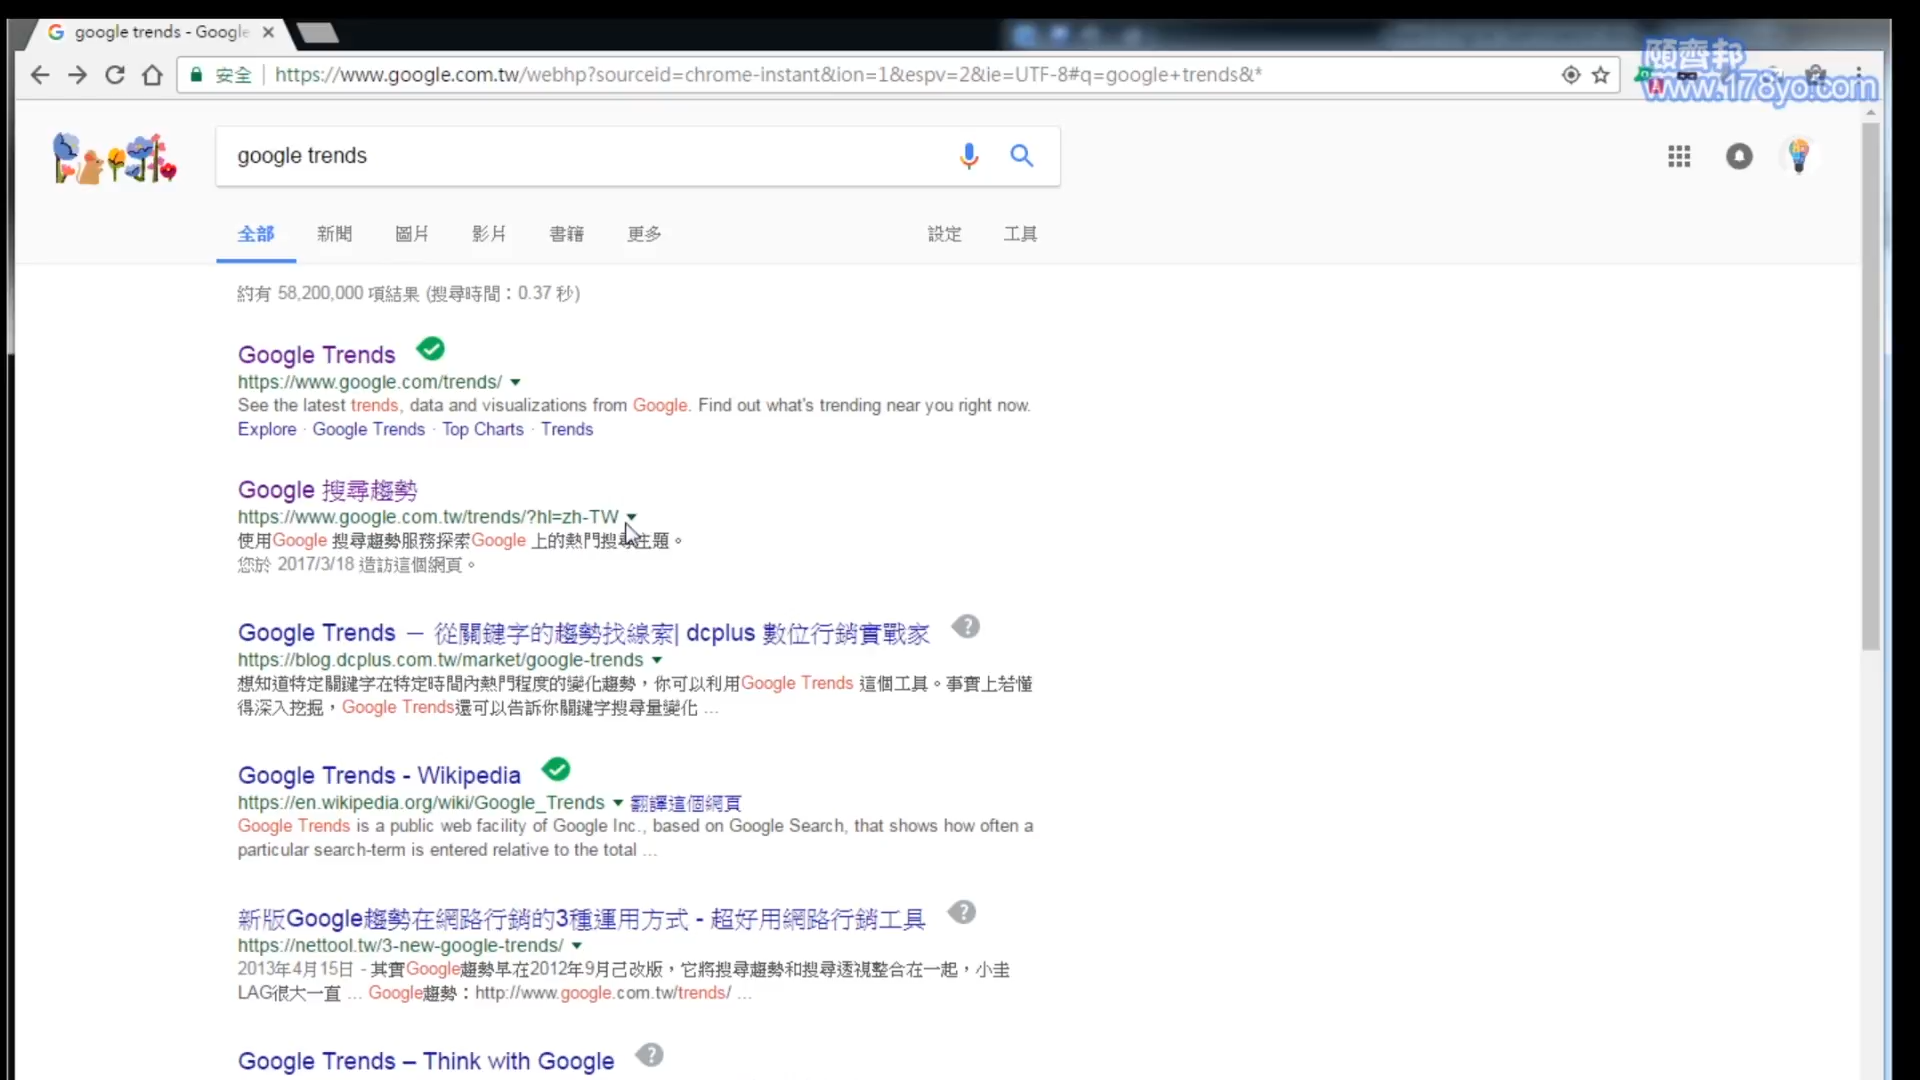 google trends - Google
安全 https://www.google.com.tw/webhp?sourceid=chrome-instant&ion=1&espv=2&ie=UTF-8#q=google+trends&*
頤齊邦
www.178yo.com
google trends
全部 新聞 圖片 影片 書籍 更多 設定 工具
約有 58,200,000 項結果 (搜尋時間：0.37 秒)
Google Trends
https://www.google.com/trends/
See the latest trends, data and visualizations from Google. Find out what's trending near you right now.
Explore · Google Trends · Top Charts · Trends
Google 搜尋趨勢
https://www.google.com.tw/trends/?hl=zh-TW
使用Google 搜尋趨勢服務探索Google 上的熱門搜尋主題。
您於 2017/3/18 造訪這個網頁。
Google Trends － 從關鍵字的趨勢找線索| dcplus 數位行銷實戰家
https://blog.dcplus.com.tw/market/google-trends
想知道特定關鍵字在特定時間內熱門程度的變化趨勢，你可以利用Google Trends 這個工具。事實上若懂
得深入挖掘，Google Trends還可以告訴你關鍵字搜尋量變化 ...
Google Trends - Wikipedia
https://en.wikipedia.org/wiki/Google_Trends 翻譯這個網頁
Google Trends is a public web facility of Google Inc., based on Google Search, that shows how often a
particular search-term is entered relative to the total ...
新版Google趨勢在網路行銷的3種運用方式 - 超好用網路行銷工具
https://nettool.tw/3-new-google-trends/
2013年4月15日 - 其實Google趨勢早在2012年9月己改版，它將搜尋趨勢和搜尋透視整合在一起，小圭
LAG很大一直 ... Google趨勢：http://www.google.com.tw/trends/ ...
Google Trends – Think with Google